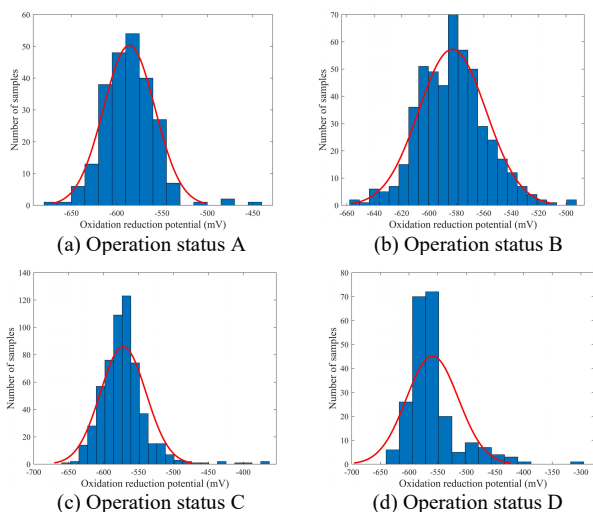 60
50
40
30
20
10
0
Number of samples
-650 -600 -550 -500 -450
Oxidation reduction potential (mV)
(a) Operation status A
70
60
50
40
30
20
10
0
Number of samples
-660 -640 -620 -600 -580 -560 -540 -520 -500
Oxidation reduction potential (mV)
(b) Operation status B
140
120
100
80
60
40
20
0
Number of samples
-700 -650 -600 -550 -500 -450 -400
Oxidation reduction potential (mV)
(c) Operation status C
80
70
60
50
40
30
20
10
0
Number of samples
-700 -650 -600 -550 -500 -450 -400 -350 -300
Oxidation reduction potential (mV)
(d) Operation status D